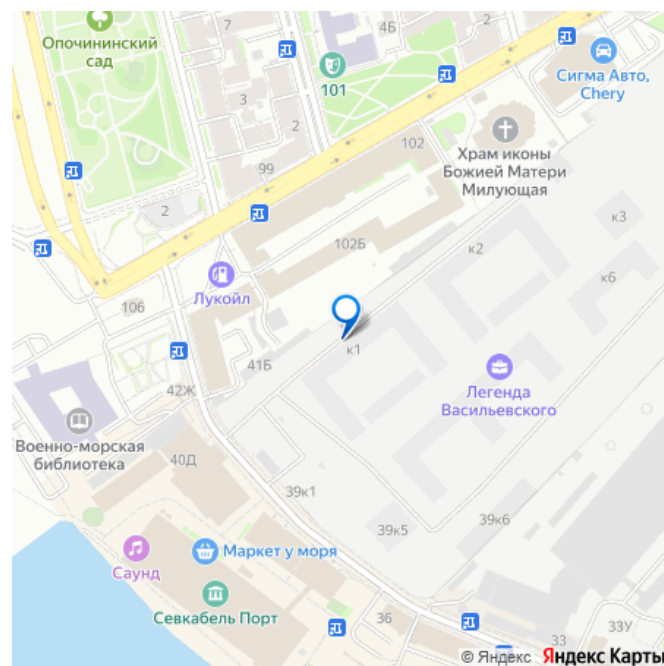 7
4Б
Опочининский
сад
101
3
2
Сигма Авто,
Chery
102
Храм иконы
Божией Матери
Милующая
99
2
к3
102Б
к2
к6
Лукойл
106
к1
41Б
Легенда
Васильевского
42Ж
Военно-морская
библиотека
40Д
39к1
39к5
39к6
Маркет у моря
Саунд
Севкабель Порт
36
33
33У
© Яндекс Яндекс Карты